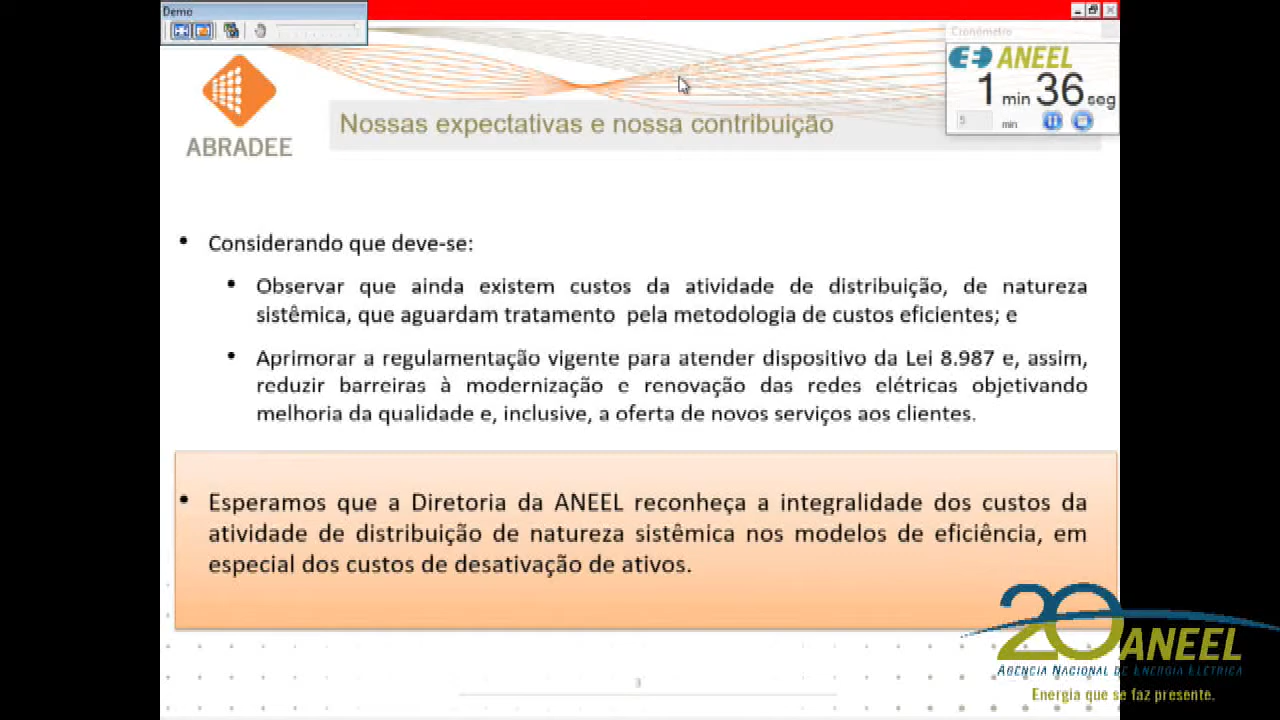 Demo
Cronômetro
ANEEL
1 min 36 seg
5 min
ABRADEE
Nossas expectativas e nossa contribuição
• Considerando que deve-se:
• Observar que ainda existem custos da atividade de distribuição, de natureza
sistêmica, que aguardam tratamento pela metodologia de custos eficientes; e
• Aprimorar a regulamentação vigente para atender dispositivo da Lei 8.987 e, assim,
reduzir barreiras à modernização e renovação das redes elétricas objetivando
melhoria da qualidade e, inclusive, a oferta de novos serviços aos clientes.
• Esperamos que a Diretoria da ANEEL reconheça a integralidade dos custos da
atividade de distribuição de natureza sistêmica nos modelos de eficiência, em
especial dos custos de desativação de ativos.
3
20 ANEEL
AGÊNCIA NACIONAL DE ENERGIA ELÉTRICA
Energia que se faz presente.